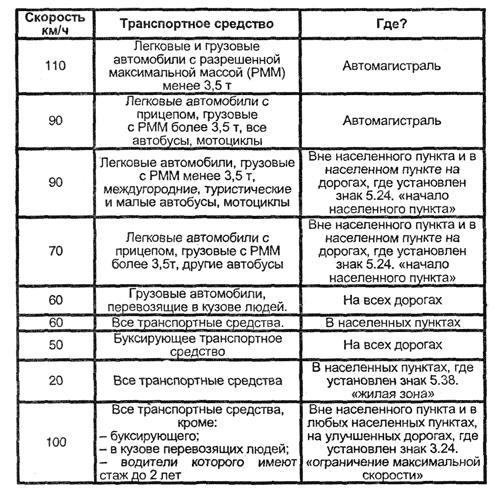 Скорость км/ч | Транспортное средство | Где?
110 | Легковые и грузовые
автомобили с разрешенной
максимальной массой (РММ)
менее 3,5 т | Автомагистраль
90 | Легковые автомобили с
прицепом, грузовые
с РММ более 3,5 т, все
автобусы, мотоциклы | Автомагистраль
90 | Легковые автомобили, грузовые
с РММ менее 3,5 т,
междугородние, туристические
и малые автобусы, мотоциклы | Вне населенного пункта и в
населенном пункте на
дорогах, где установлен
знак 5.24. «начало
населенного пункта»
70 | Легковые автомобили с
прицепом, грузовые с РММ
более 3,5т, другие автобусы | Вне населенного пункта и в
населенном пункте на
дорогах, где установлен
знак 5.24. «начало
населенного пункта»
60 | Грузовые автомобили,
перевозящие в кузове людей. | На всех дорогах
60 | Все транспортные средства. | В населенных пунктах
50 | Буксирующее транспортное
средство | На всех дорогах
20 | Все транспортные средства | В населенных пунктах, где
установлен знак 5.38.
«жилая зона»
100 | Все транспортные средства,
кроме:
– буксирующего;
– в кузове перевозящих людей;
– водители которого имеют
стаж до 2 лет | Вне населенного пункта и в
любых населенных пунктах,
на улучшенных дорогах, где
установлен знак 3.24.
«ограничение максимальной
скорости»